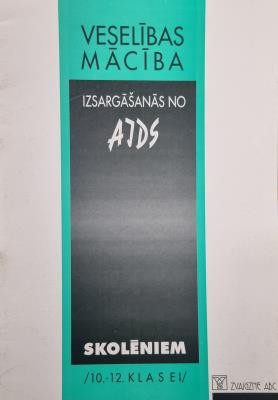 VESELĪBAS
MĀCĪBA
IZSARGĀŠANĀS NO
AIDS
SKOLĒNIEM
/10.-12. KLASEI/
ZVAIGZNE ABC